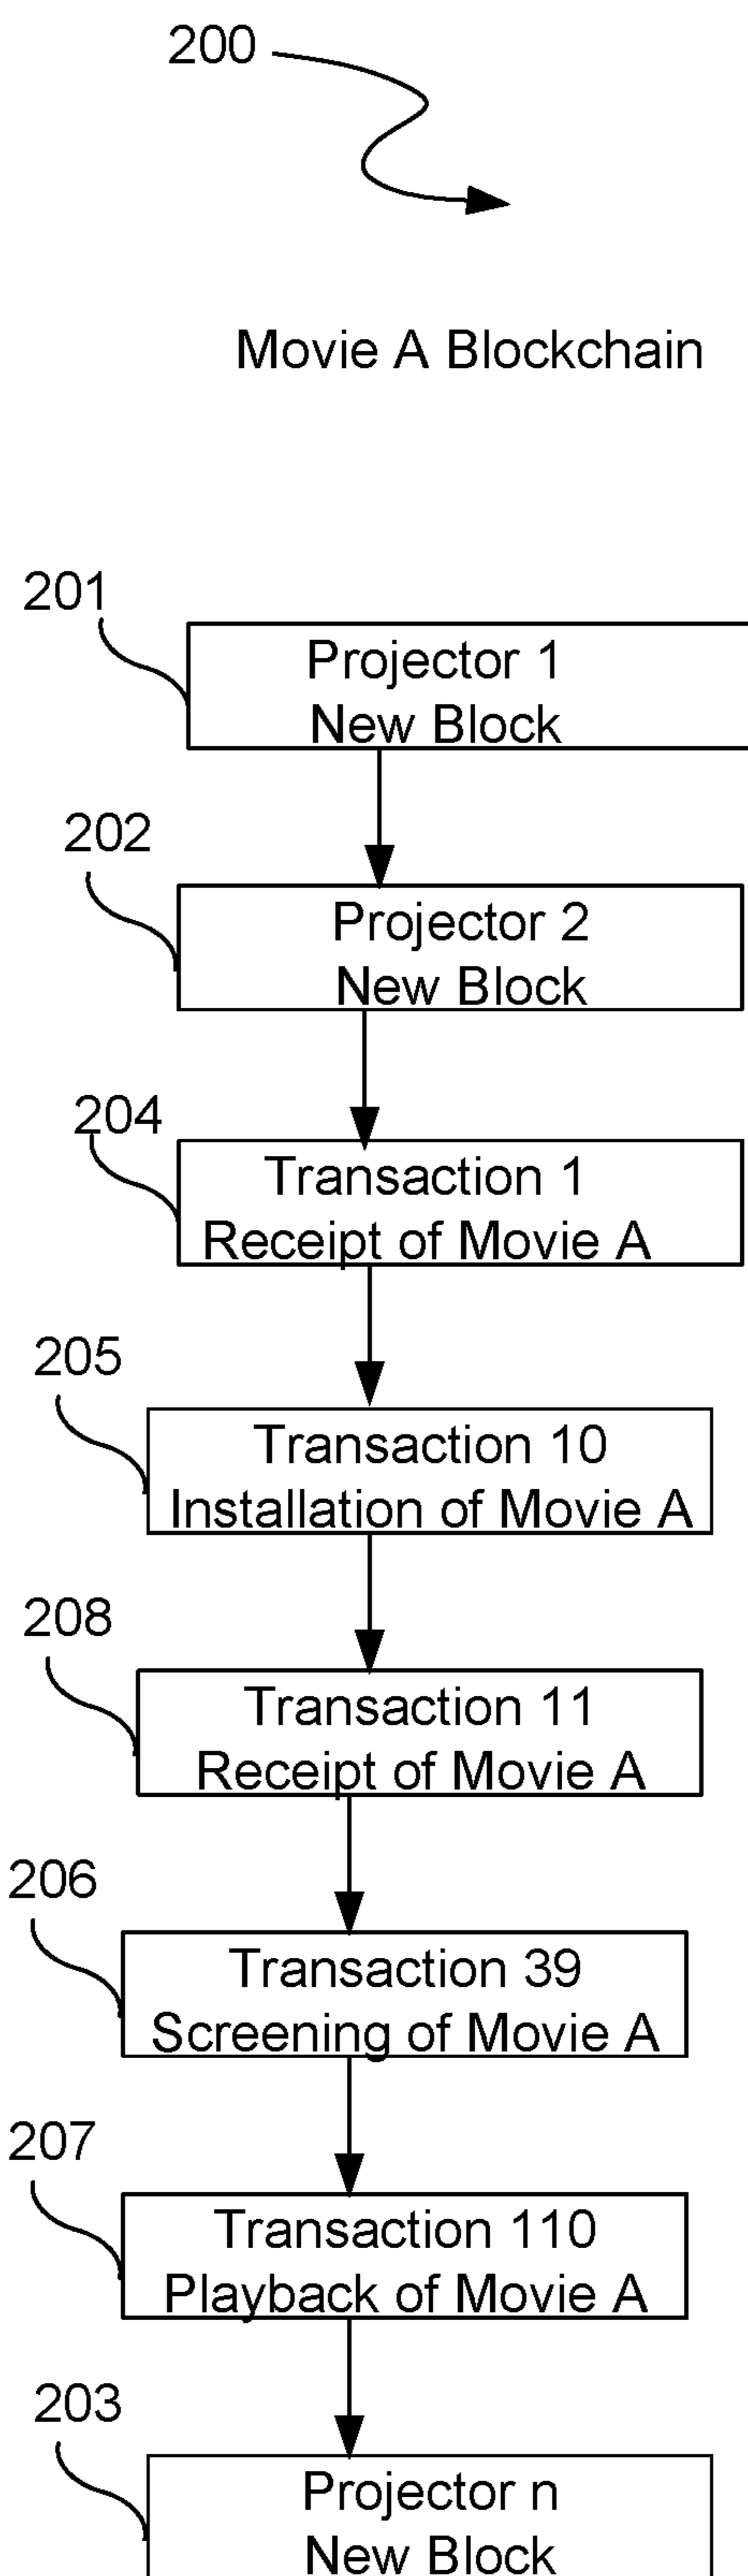 200
Movie A Blockchain
201
Projector 1
New Block
202
Projector 2
New Block
204
Transaction 1
Receipt of Movie A
205
Transaction 10
Installation of Movie A
208
Transaction 11
Receipt of Movie A
206
Transaction 39
Screening of Movie A
207
Transaction 110
Playback of Movie A
203
Projector n
New Block